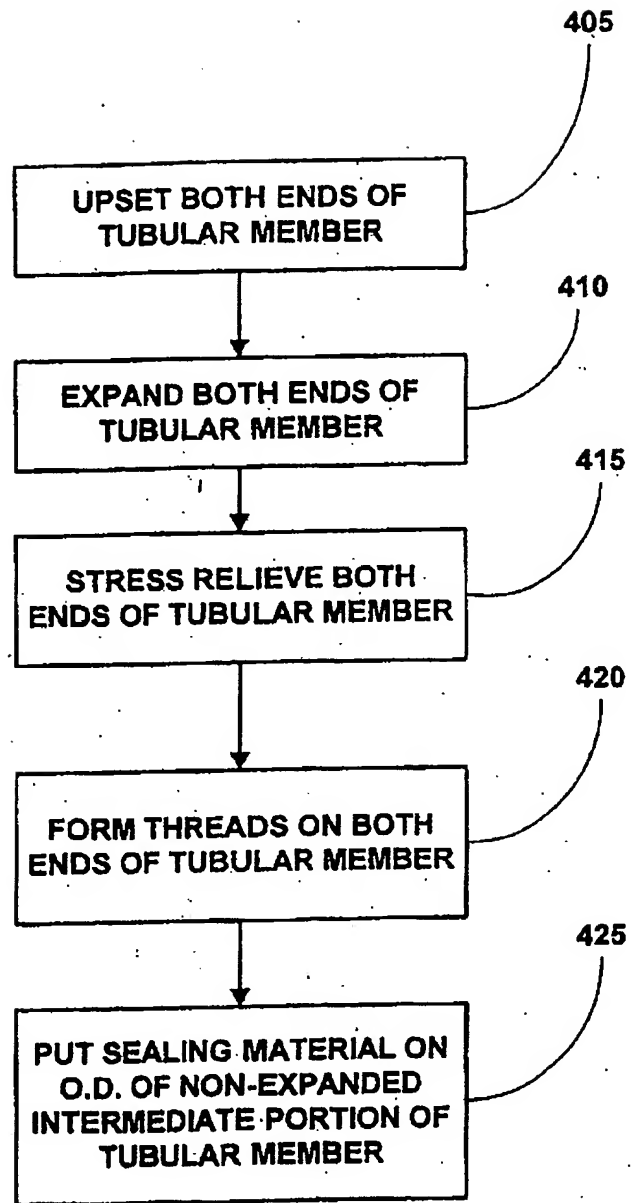 405
UPSET BOTH ENDS OF
TUBULAR MEMBER
410
EXPAND BOTH ENDS OF
TUBULAR MEMBER
415
STRESS RELIEVE BOTH
ENDS OF TUBULAR MEMBER
420
FORM THREADS ON BOTH
ENDS OF TUBULAR MEMBER
425
PUT SEALING MATERIAL ON
O.D. OF NON-EXPANDED
INTERMEDIATE PORTION OF
TUBULAR MEMBER